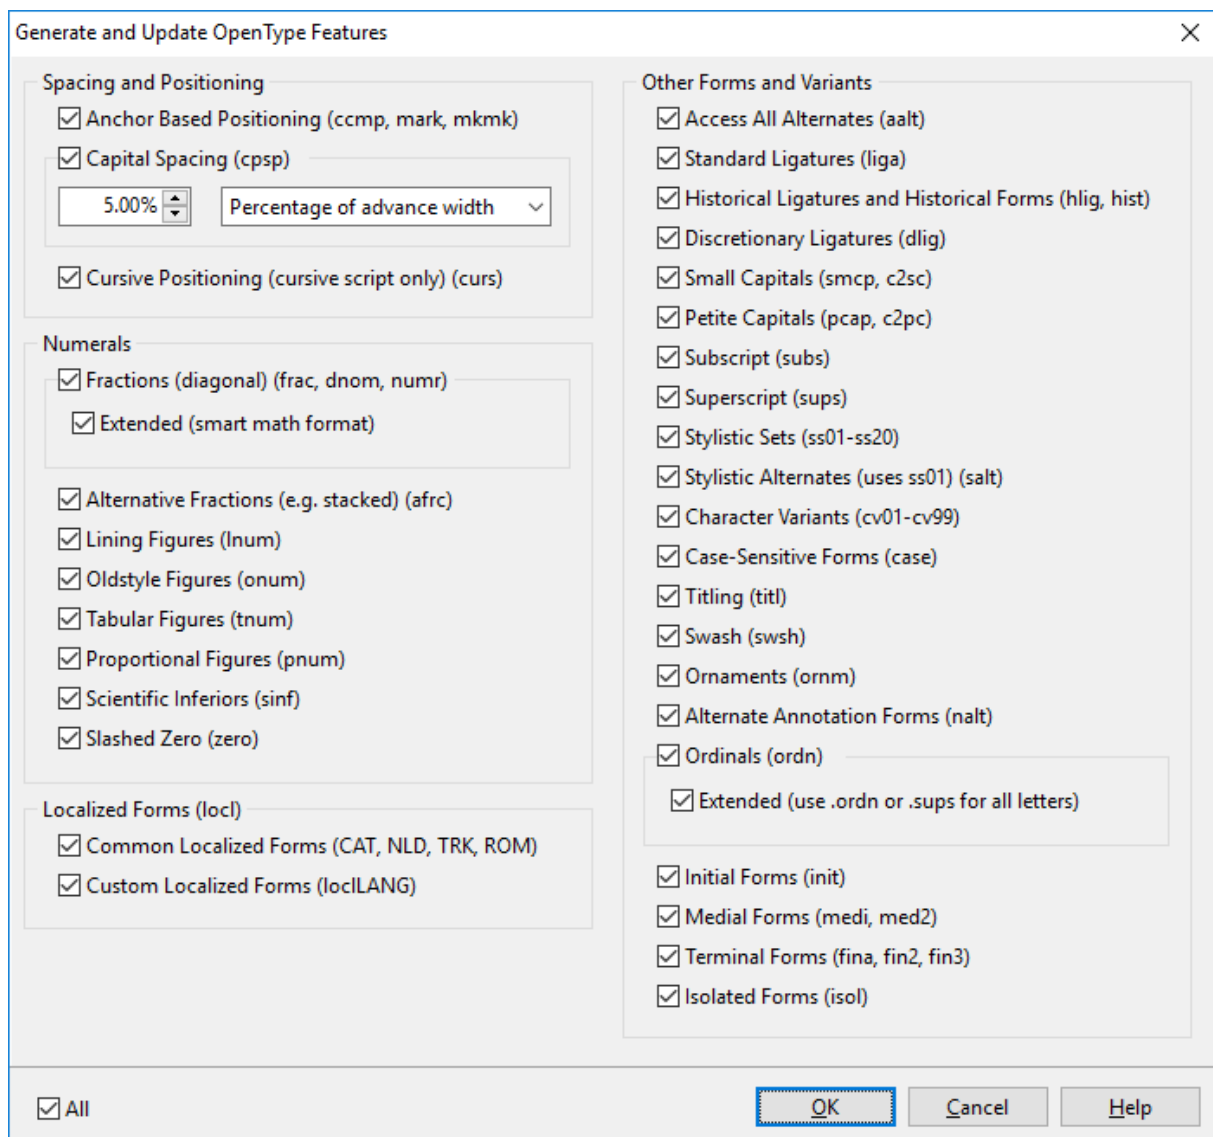 Generate and Update OpenType Features
Spacing and Positioning
Anchor Based Positioning (ccmp, mark, mkmk)
Capital Spacing (cpsp)
5.00%
Percentage of advance width
Cursive Positioning (cursive script only) (curs)
Numerals
Fractions (diagonal) (frac, dnom, numr)
Extended (smart math format)
Alternative Fractions (e.g. stacked) (afrc)
Lining Figures (lnum)
Oldstyle Figures (onum)
Tabular Figures (tnum)
Proportional Figures (pnum)
Scientific Inferiors (sinf)
Slashed Zero (zero)
Localized Forms (locl)
Common Localized Forms (CAT, NLD, TRK, ROM)
Custom Localized Forms (loclLANG)
Other Forms and Variants
Access All Alternates (aalt)
Standard Ligatures (liga)
Historical Ligatures and Historical Forms (hlig, hist)
Discretionary Ligatures (dlig)
Small Capitals (smcp, c2sc)
Petite Capitals (pcap, c2pc)
Subscript (subs)
Superscript (sups)
Stylistic Sets (ss01-ss20)
Stylistic Alternates (uses ss01) (salt)
Character Variants (cv01-cv99)
Case-Sensitive Forms (case)
Titling (titl)
Swash (swsh)
Ornaments (ornm)
Alternate Annotation Forms (nalt)
Ordinals (ordn)
Extended (use .ordn or .sups for all letters)
Initial Forms (init)
Medial Forms (medi, med2)
Terminal Forms (fina, fin2, fin3)
Isolated Forms (isol)
All
OK
Cancel
Help